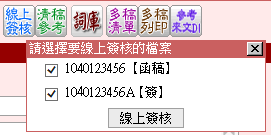 線上 清稿 詞庫 多稿 多稿 參考
簽核 參考 清單 列印 來文DI
請選擇要線上簽核的檔案
1040123456【函稿】
1040123456A【簽】
線上簽核